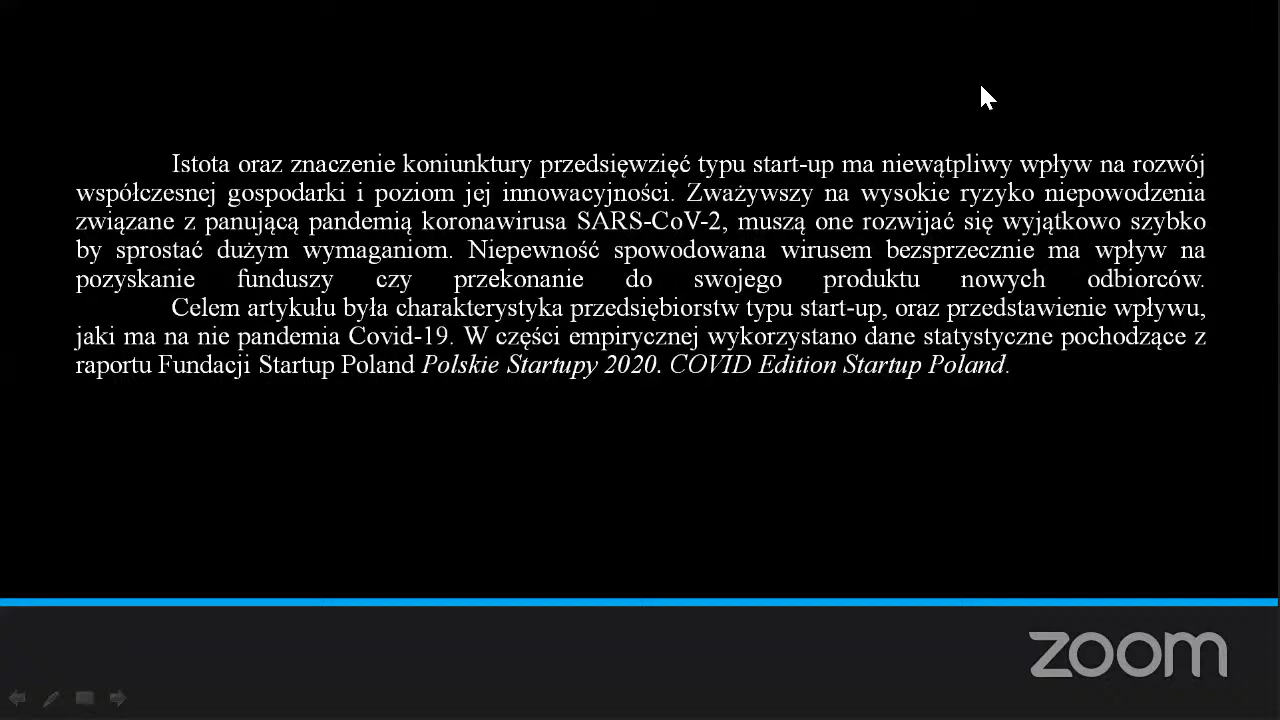 Istota oraz znaczenie koniunktury przedsięwzięć typu start-up ma niewątpliwy wpływ na rozwój
współczesnej gospodarki i poziom jej innowacyjności. Zważywszy na wysokie ryzyko niepowodzenia
związane z panującą pandemią koronawirusa SARS-CoV-2, muszą one rozwijać się wyjątkowo szybko
by sprostać dużym wymaganiom. Niepewność spowodowana wirusem bezsprzecznie ma wpływ na
pozyskanie funduszy czy przekonanie do swojego produktu nowych odbiorców.
Celem artykułu była charakterystyka przedsiębiorstw typu start-up, oraz przedstawienie wpływu,
jaki ma na nie pandemia Covid-19. W części empirycznej wykorzystano dane statystyczne pochodzące z
raportu Fundacji Startup Poland Polskie Startupy 2020. COVID Edition Startup Poland.
zoom